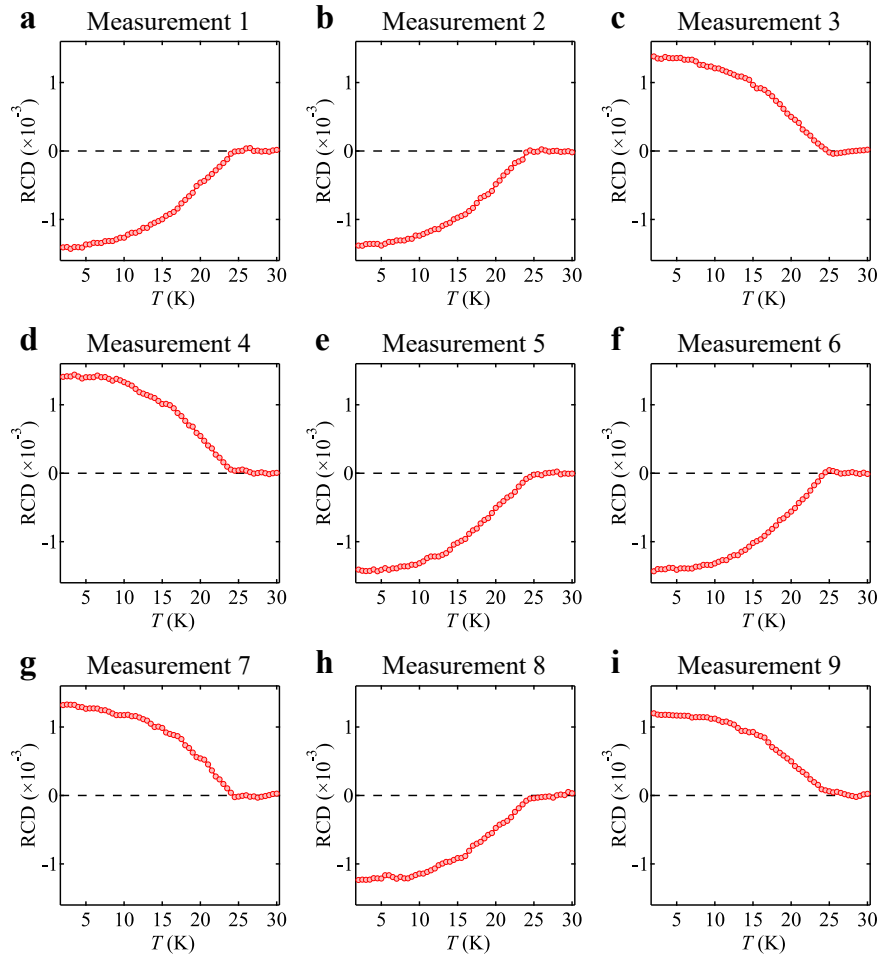 a Measurement 1
RCD (×10⁻³)
1
0
-1
5 10 15 20 25 30
T (K)
b Measurement 2
RCD (×10⁻³)
1
0
-1
5 10 15 20 25 30
T (K)
c Measurement 3
RCD (×10⁻³)
1
0
-1
5 10 15 20 25 30
T (K)
d Measurement 4
RCD (×10⁻³)
1
0
-1
5 10 15 20 25 30
T (K)
e Measurement 5
RCD (×10⁻³)
1
0
-1
5 10 15 20 25 30
T (K)
f Measurement 6
RCD (×10⁻³)
1
0
-1
5 10 15 20 25 30
T (K)
g Measurement 7
RCD (×10⁻³)
1
0
-1
5 10 15 20 25 30
T (K)
h Measurement 8
RCD (×10⁻³)
1
0
-1
5 10 15 20 25 30
T (K)
i Measurement 9
RCD (×10⁻³)
1
0
-1
5 10 15 20 25 30
T (K)